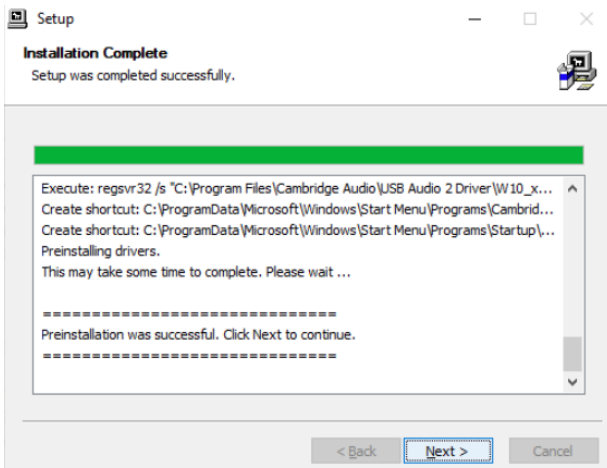 Setup
Installation Complete
Setup was completed successfully.
Execute: regsvr32 /s "C:\Program Files\Cambridge Audio\USB Audio 2 Driver\W10_x...
Create shortcut: C:\ProgramData\Microsoft\Windows\Start Menu\Programs\Cambrid...
Create shortcut: C:\ProgramData\Microsoft\Windows\Start Menu\Programs\Startup\...
Preinstalling drivers.
This may take some time to complete. Please wait ...
==============================
Preinstallation was successful. Click Next to continue.
==============================
< Back Next > Cancel